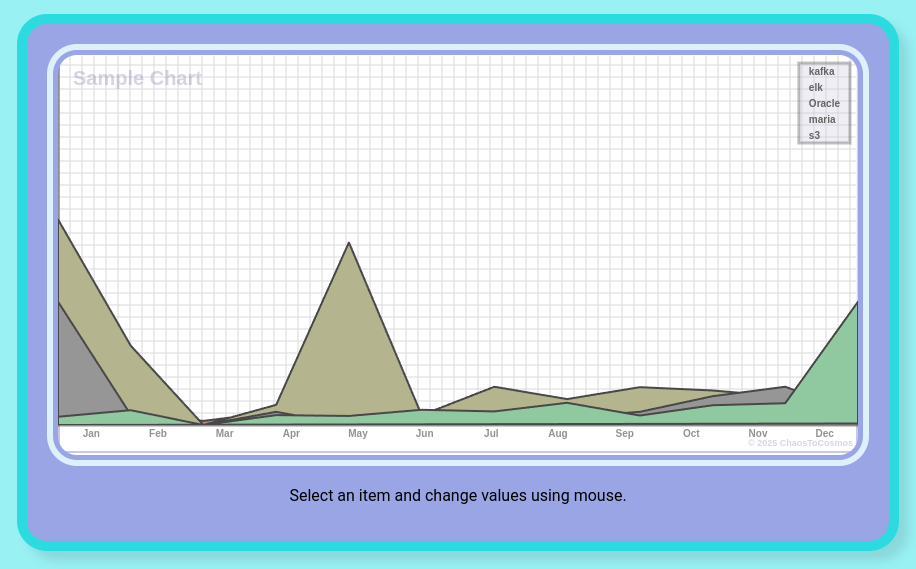 Sample Chart
kafka
elk
Oracle
maria
s3
Jan Feb Mar Apr May Jun Jul Aug Sep Oct Nov Dec
© 2025 ChaosToCosmos
Select an item and change values using mouse.